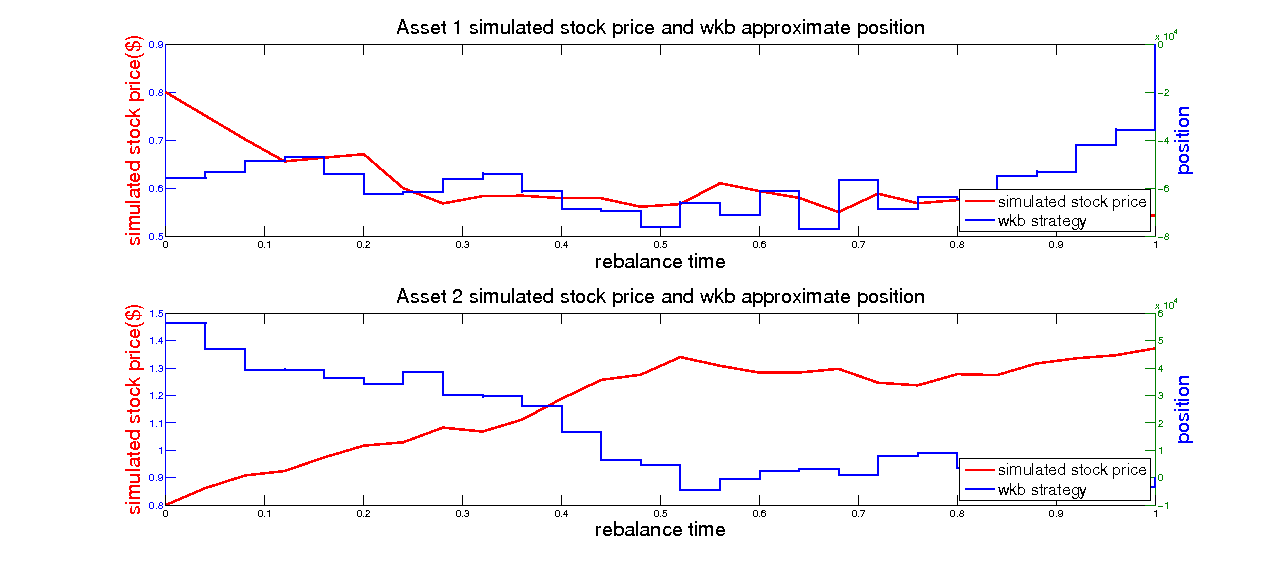 Asset 1 simulated stock price and wkb approximate position
x 10^4
0.9 0
0.8 −2
0.7 −4
0.6 −6
0.5 −8
simulated stock price($)
position
simulated stock price
wkb strategy
0 0.1 0.2 0.3 0.4 0.5 0.6 0.7 0.8 0.9 1
rebalance time
Asset 2 simulated stock price and wkb approximate position
x 10^4
1.5 6
1.4 5
1.3 4
1.2 3
1.1 2
1 1
0.9 0
0.8 −1
simulated stock price($)
position
simulated stock price
wkb strategy
0 0.1 0.2 0.3 0.4 0.5 0.6 0.7 0.8 0.9 1
rebalance time